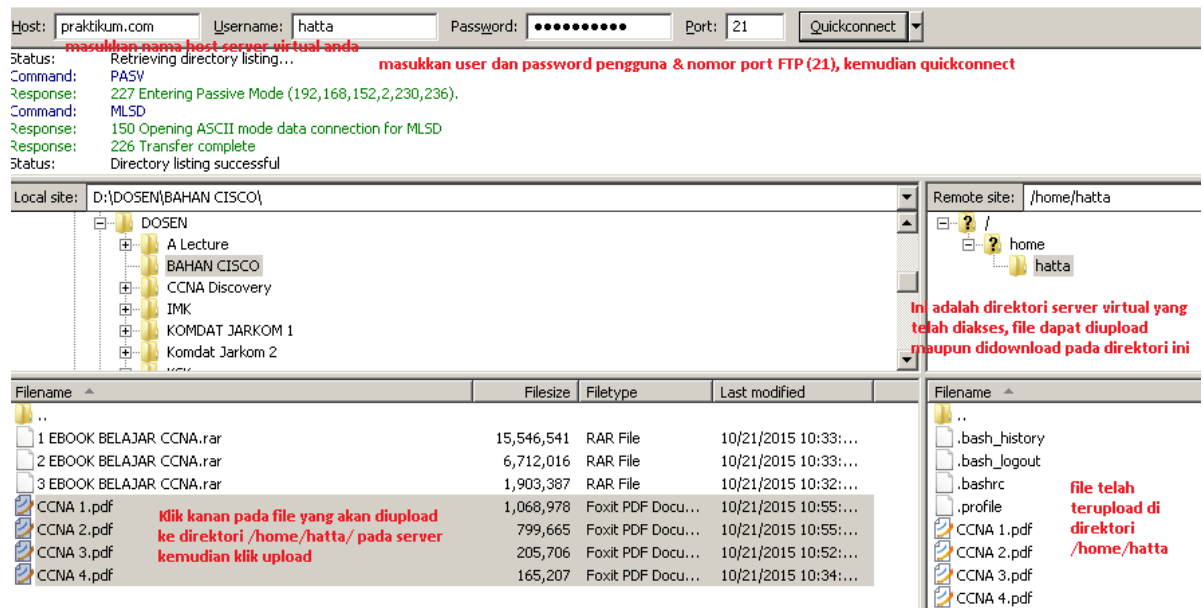 Host: praktikum.com Username: hatta Password: ●●●●●●●●●● Port: 21 Quickconnect
masukkan nama host server virtual anda
Status: Retrieving directory listing...
masukkan user dan password pengguna & nomor port FTP (21), kemudian quickconnect
Command: PASV
Response: 227 Entering Passive Mode (192,168,152,2,230,236).
Command: MLSD
Response: 150 Opening ASCII mode data connection for MLSD
Response: 226 Transfer complete
Status: Directory listing successful
Local site: D:\DOSEN\BAHAN CISCO\
DOSEN
A Lecture
BAHAN CISCO
CCNA Discovery
IMK
KOMDAT JARKOM 1
Komdat Jarkom 2
Remote site: /home/hatta
/
home
hatta
Ini adalah direktori server virtual yang
telah diakses, file dapat diupload
maupun didownload pada direktori ini
Filename Filesize Filetype Last modified
..
1 EBOOK BELAJAR CCNA.rar 15,546,541 RAR File 10/21/2015 10:33:...
2 EBOOK BELAJAR CCNA.rar 6,712,016 RAR File 10/21/2015 10:33:...
3 EBOOK BELAJAR CCNA.rar 1,903,387 RAR File 10/21/2015 10:32:...
CCNA 1.pdf 1,068,978 Foxit PDF Docu... 10/21/2015 10:55:...
CCNA 2.pdf 799,665 Foxit PDF Docu... 10/21/2015 10:55:...
CCNA 3.pdf 205,706 Foxit PDF Docu... 10/21/2015 10:52:...
CCNA 4.pdf 165,207 Foxit PDF Docu... 10/21/2015 10:34:...
Klik kanan pada file yang akan diupload
ke direktori /home/hatta/ pada server
kemudian klik upload
Filename
..
.bash_history
.bash_logout
.bashrc
.profile
CCNA 1.pdf
CCNA 2.pdf
CCNA 3.pdf
CCNA 4.pdf
file telah
terupload di
direktori
/home/hatta